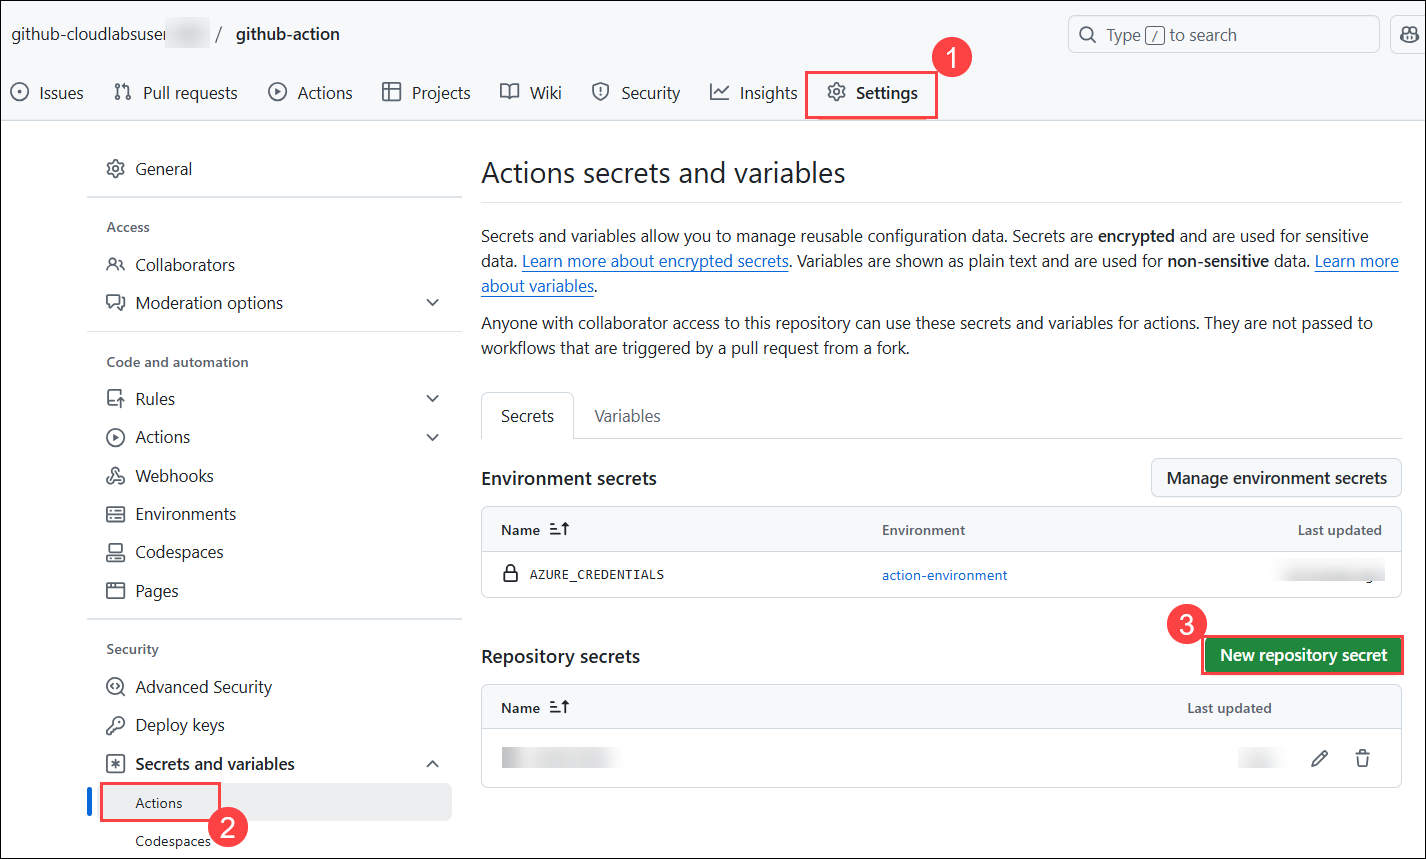 github-cloudlabsuser / github-action
Type / to search
1
Issues Pull requests Actions Projects Wiki Security Insights Settings
General
Access
Collaborators
Moderation options
Code and automation
Rules
Actions
Webhooks
Environments
Codespaces
Pages
Security
Advanced Security
Deploy keys
Secrets and variables
Actions
2
Codespaces
Actions secrets and variables
Secrets and variables allow you to manage reusable configuration data. Secrets are encrypted and are used for sensitive
data. Learn more about encrypted secrets. Variables are shown as plain text and are used for non-sensitive data. Learn more
about variables.
Anyone with collaborator access to this repository can use these secrets and variables for actions. They are not passed to
workflows that are triggered by a pull request from a fork.
Secrets Variables
Environment secrets
Manage environment secrets
Name Environment Last updated
AZURE_CREDENTIALS action-environment
3
Repository secrets
New repository secret
Name Last updated